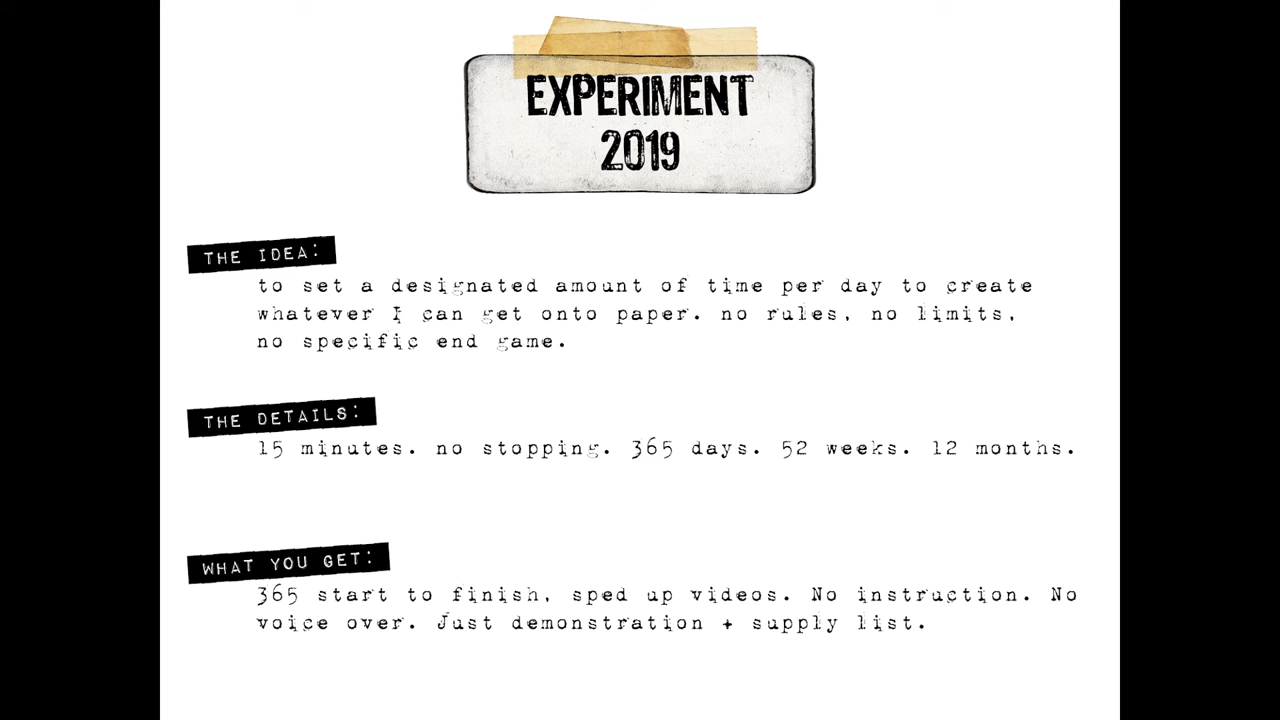 EXPERIMENT
2019
THE IDEA:
to set a designated amount of time per day to create
whatever I can get onto paper. no rules, no limits,
no specific end game.
THE DETAILS:
15 minutes. no stopping. 365 days. 52 weeks. 12 months.
WHAT YOU GET:
365 start to finish, sped up videos. No instruction. No
voice over. Just demonstration + supply list.